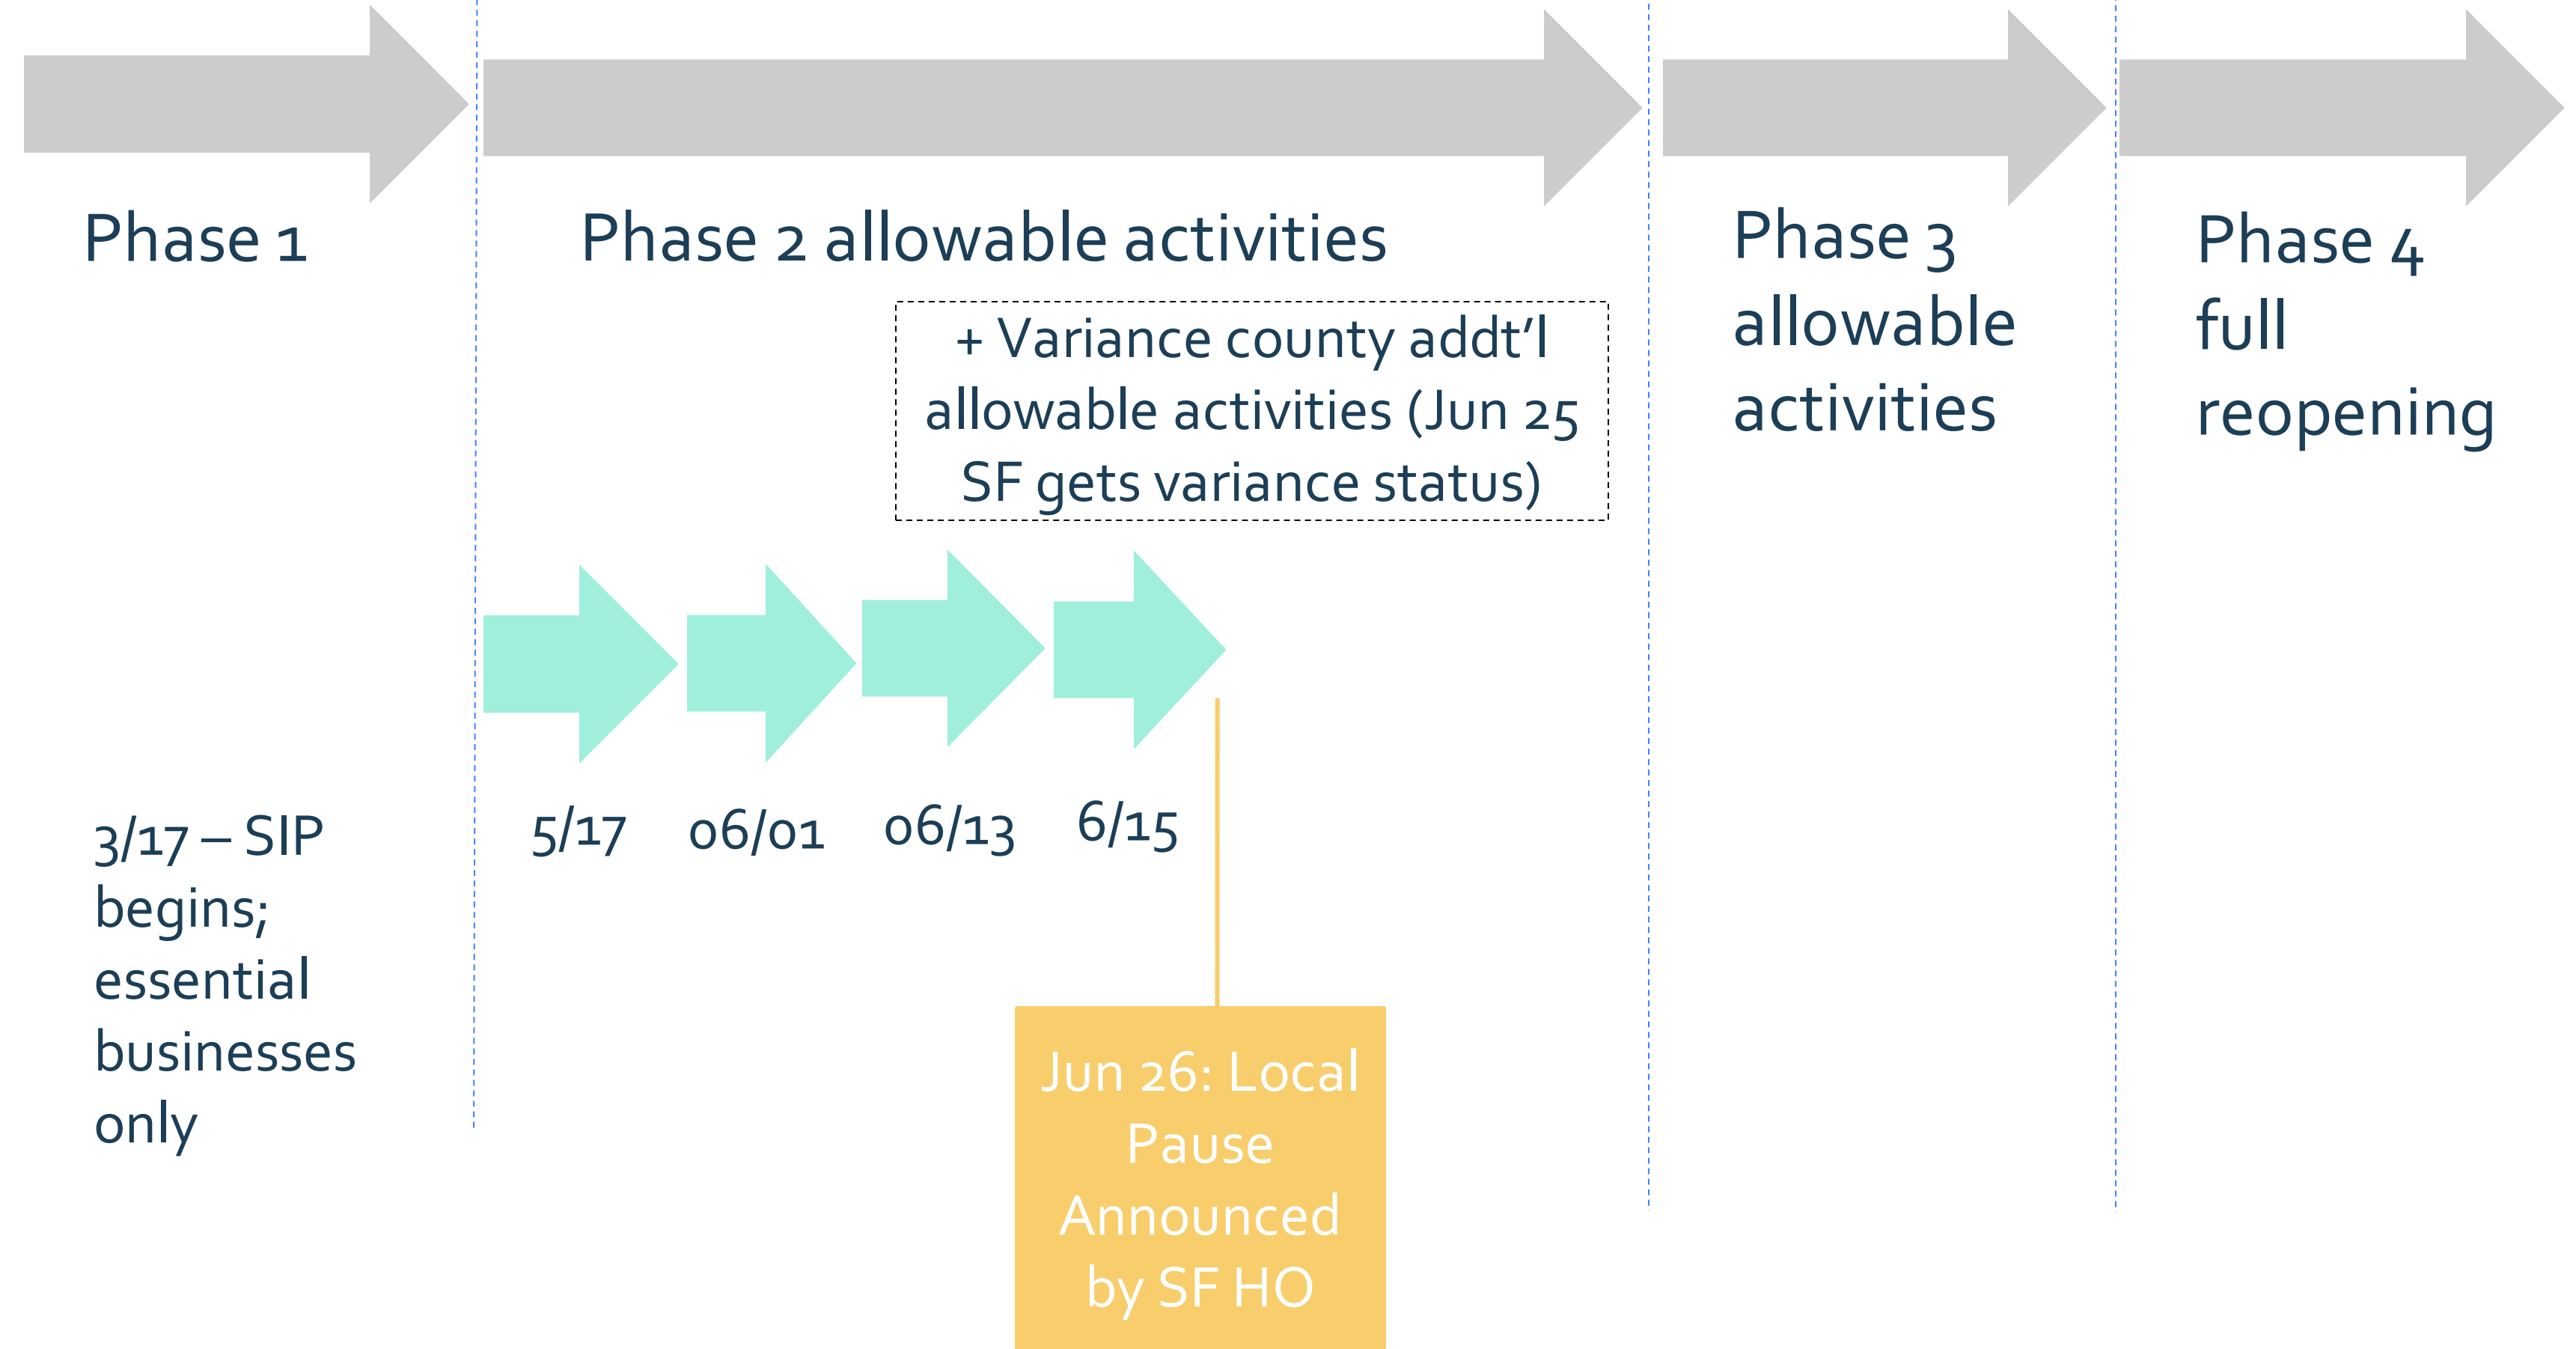 Phase 1
Phase 2 allowable activities
+ Variance county addt’l
allowable activities (Jun 25
SF gets variance status)
Phase 3
allowable
activities
Phase 4
full
reopening
3/17 – SIP
begins;
essential
businesses
only
5/17
06/01
06/13
6/15
Jun 26: Local
Pause
Announced
by SF HO